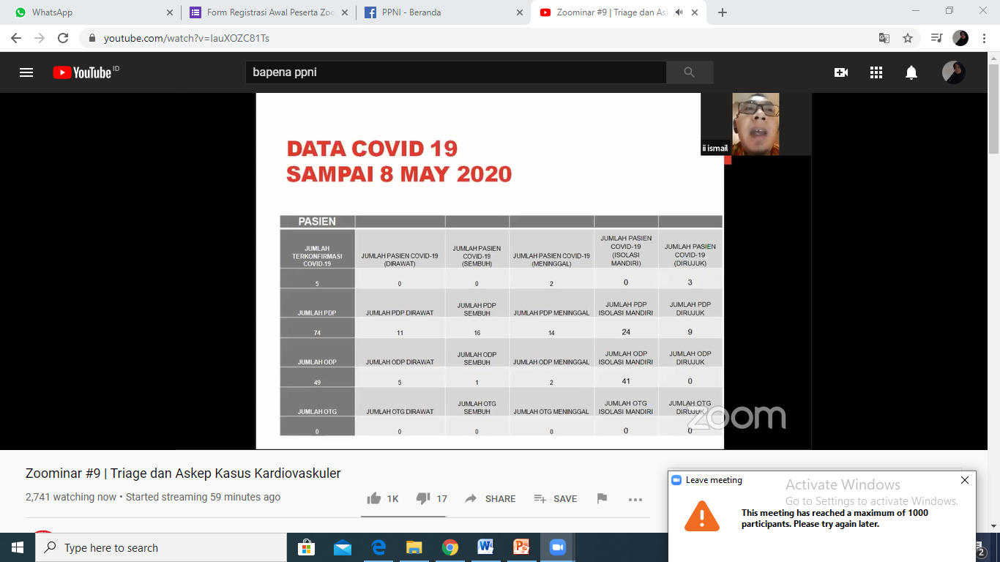 WhatsApp
Form Registrasi Awal Peserta Zoo
PPNI - Beranda
Zoominar #9 | Triage dan As
youtube.com/watch?v=IauXOZC81Ts
YouTube ID
bapena ppni
ii ismail
DATA COVID 19
SAMPAI 8 MAY 2020
PASIEN
JUMLAH TERKONFIRMASI COVID-19
JUMLAH PASIEN COVID-19 (DIRAWAT)
JUMLAH PASIEN COVID-19 (SEMBUH)
JUMLAH PASIEN COVID-19 (MENINGGAL)
JUMLAH PASIEN COVID-19 (ISOLASI MANDIRI)
JUMLAH PASIEN COVID-19 (DIRUJUK)
5 0 0 2 0 3
JUMLAH PDP
JUMLAH PDP DIRAWAT
JUMLAH PDP SEMBUH
JUMLAH PDP MENINGGAL
JUMLAH PDP ISOLASI MANDIRI
JUMLAH PDP DIRUJUK
74 11 16 14 24 9
JUMLAH ODP
JUMLAH ODP DIRAWAT
JUMLAH ODP SEMBUH
JUMLAH ODP MENINGGAL
JUMLAH ODP ISOLASI MANDIRI
JUMLAH ODP DIRUJUK
49 5 1 2 41 0
JUMLAH OTG
JUMLAH OTG DIRAWAT
JUMLAH OTG SEMBUH
JUMLAH OTG MENINGGAL
JUMLAH OTG ISOLASI MANDIRI
JUMLAH OTG DIRUJUK
0 0 0 0 0 0
zoom
Zoominar #9 | Triage dan Askep Kasus Kardiovaskuler
2,741 watching now • Started streaming 59 minutes ago
1K
17
SHARE
SAVE
Leave meeting
Activate Windows
Go to Settings to activate Windows.
This meeting has reached a maximum of 1000
participants. Please try again later.
Type here to search
2